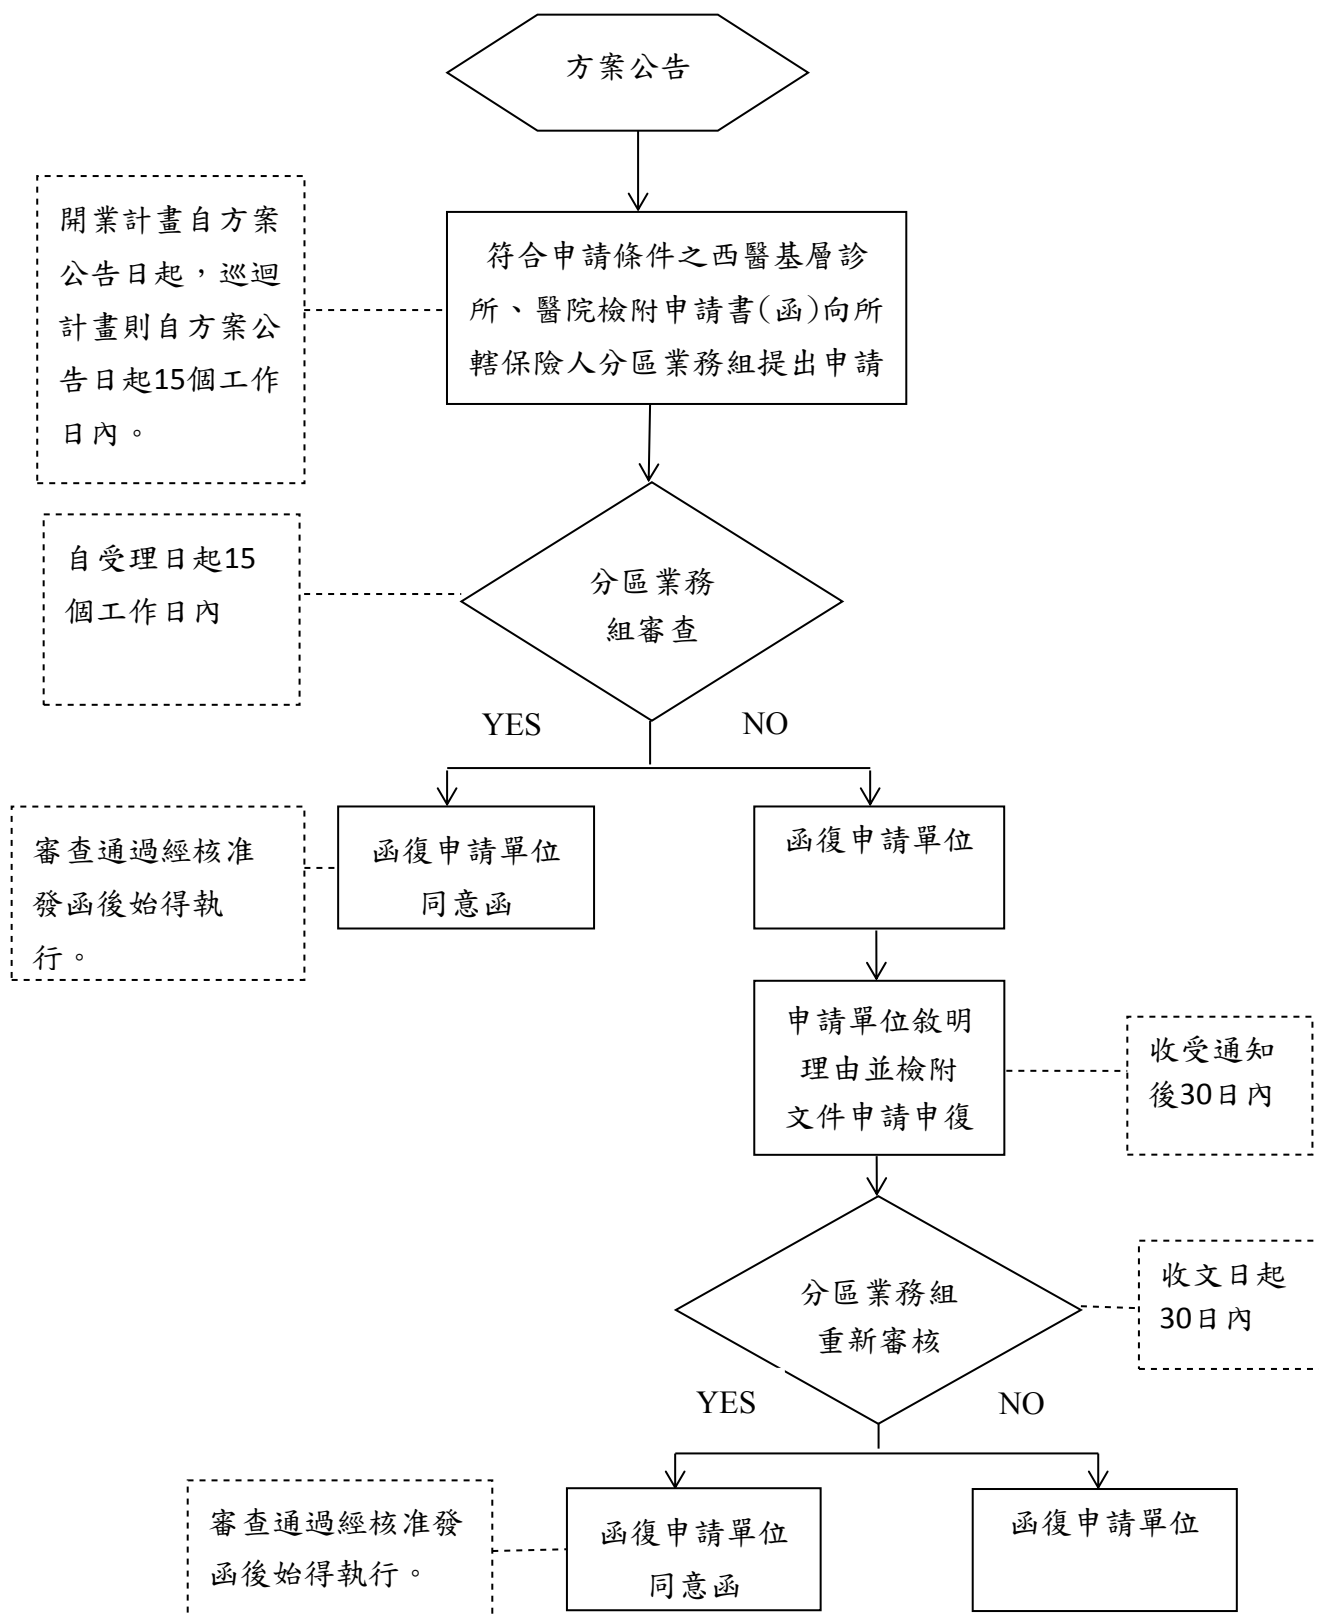 方案公告
開業計畫自方案
公告日起，巡迴
計畫則自方案公
告日起15個工作
日內。
符合申請條件之西醫基層診
所、醫院檢附申請書(函)向所
轄保險人分區業務組提出申請
自受理日起15
個工作日內
分區業務
組審查
YES
NO
審查通過經核准
發函後始得執
行。
函復申請單位
同意函
函復申請單位
申請單位敘明
理由並檢附
文件申請申復
收受通知
後30日內
分區業務組
重新審核
收文日起
30日內
YES
NO
審查通過經核准發
函後始得執行。
函復申請單位
同意函
函復申請單位